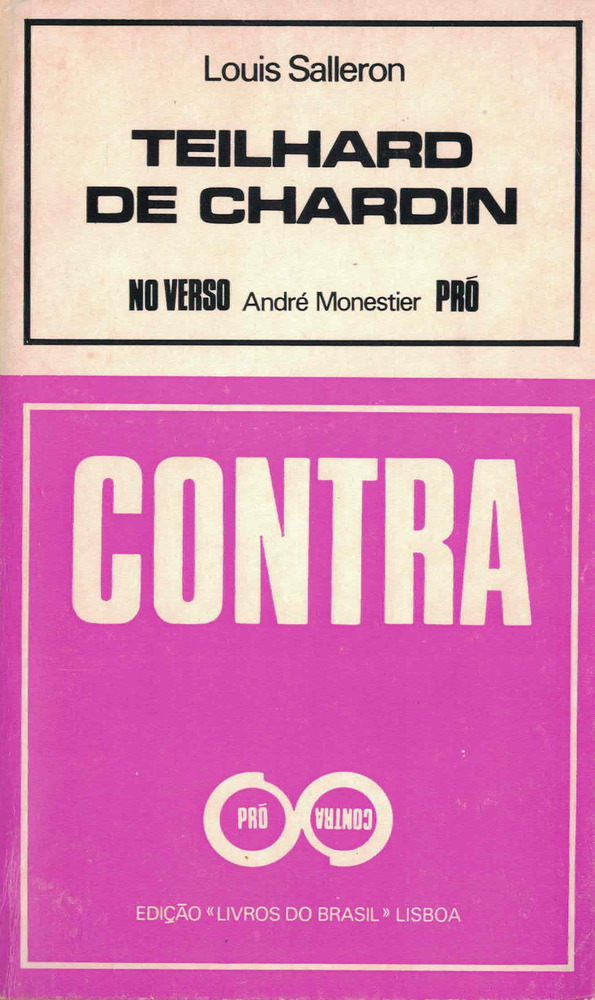 Louis Salleron
TEILHARD
DE CHARDIN
NO VERSO André Monestier PRÓ
CONTRA
PRÓ CONTRA
EDIÇÃO «LIVROS DO BRASIL» LISBOA